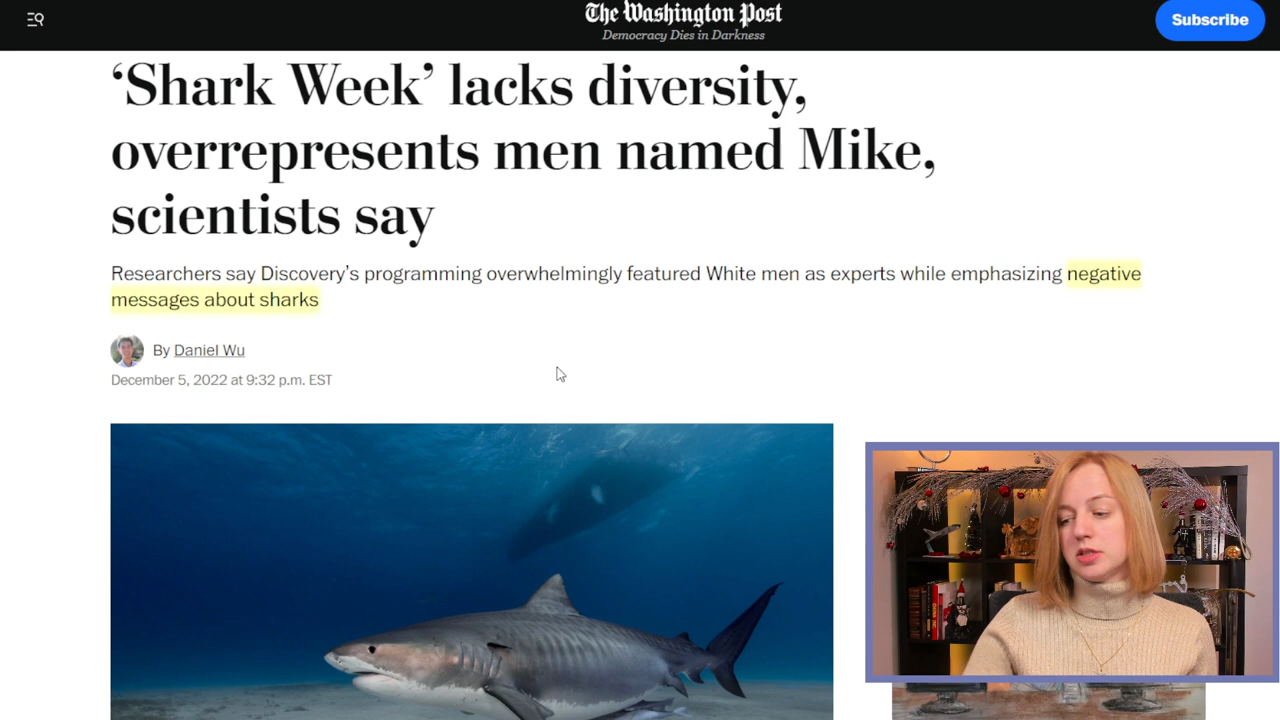 The Washington Post
Democracy Dies in Darkness
Subscribe
‘Shark Week’ lacks diversity,
overrepresents men named Mike,
scientists say
Researchers say Discovery’s programming overwhelmingly featured White men as experts while emphasizing negative
messages about sharks
By Daniel Wu
December 5, 2022 at 9:32 p.m. EST